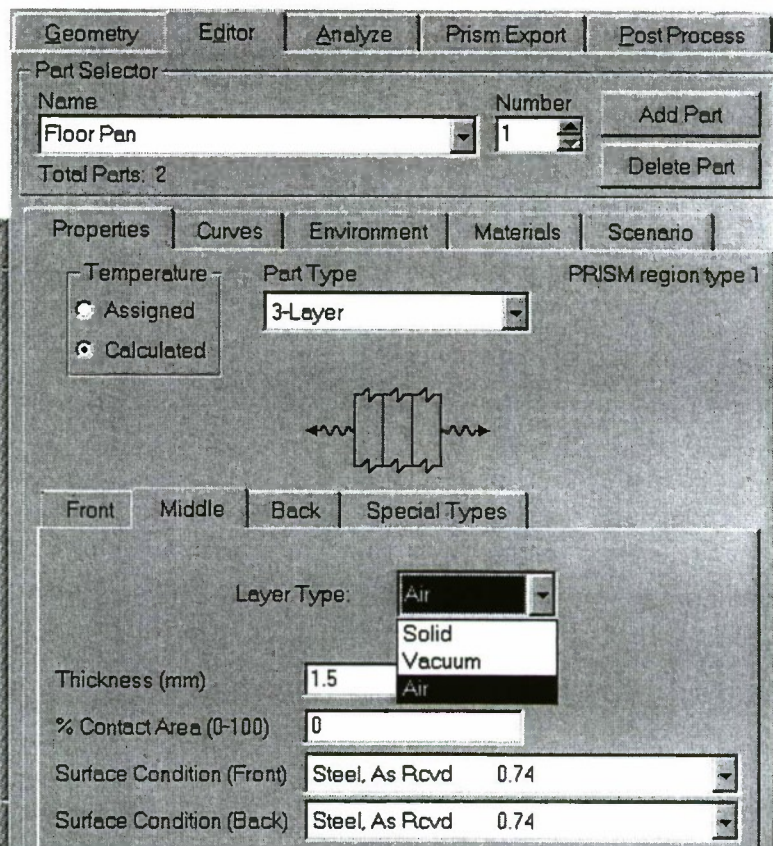 Geometry Editor Analyze Prism Export Post Process
Part Selector
Name Number
Floor Pan 1 Add Part
Total Parts: 2 Delete Part
Properties Curves Environment Materials Scenario
Temperature Part Type PRISM region type 1
Assigned 3-Layer
Calculated
Front Middle Back Special Types
Layer Type: Air
Solid
Vacuum
Thickness (mm) 1.5 Air
% Contact Area (0-100) 0
Surface Condition (Front) Steel, As Rcvd 0.74
Surface Condition (Back) Steel, As Rcvd 0.74